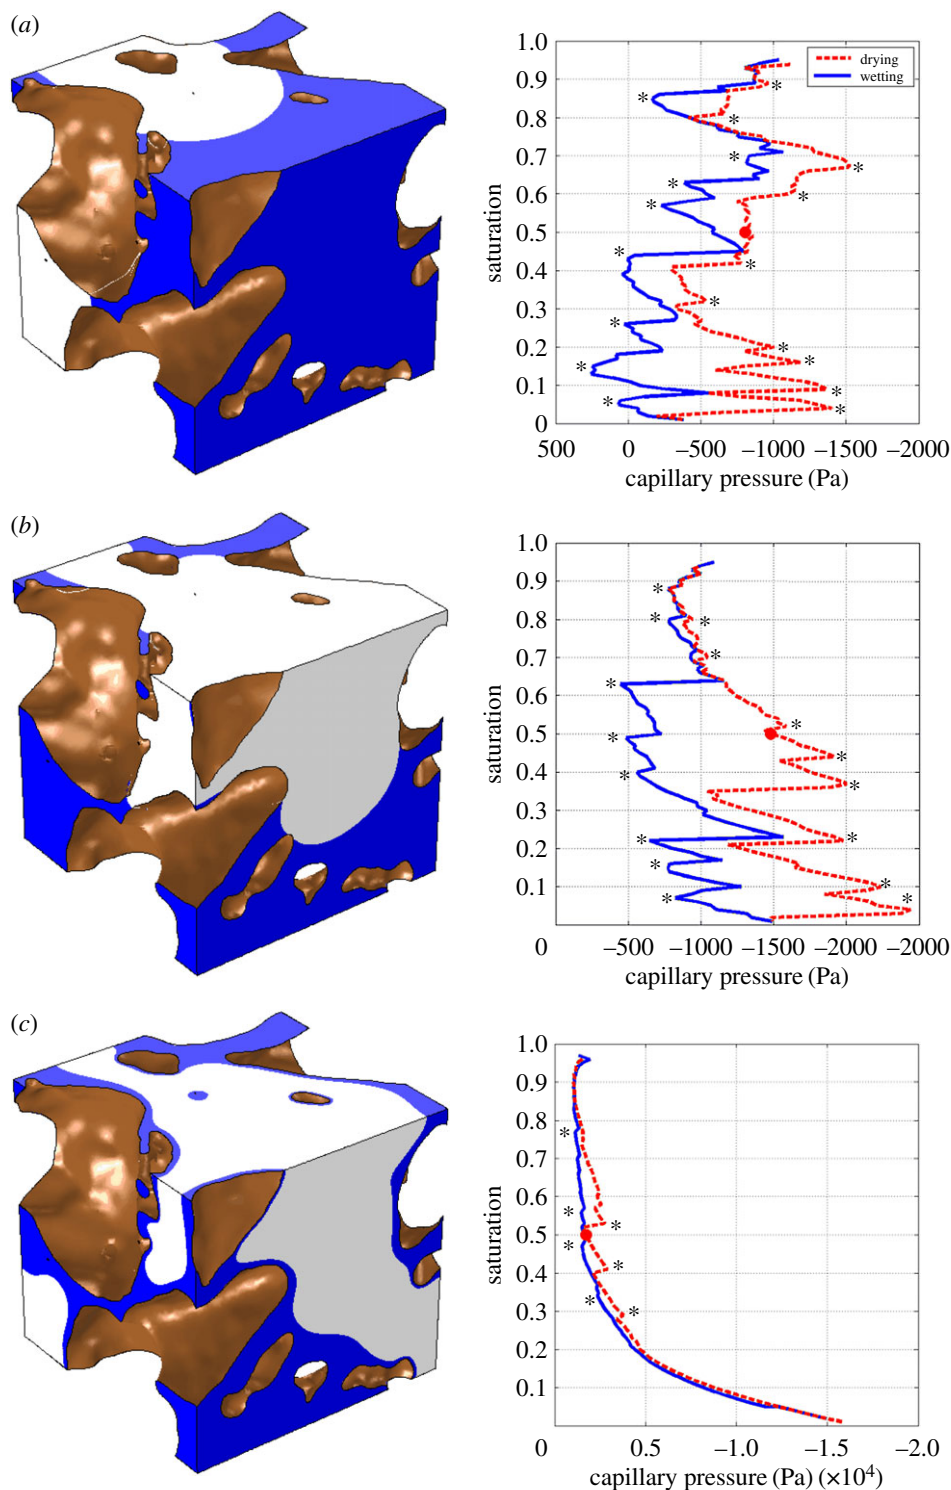 (a)
1.0
0.9
0.8
0.7
0.6
0.5
0.4
0.3
0.2
0.1
0
saturation
drying
wetting
* * * * * * * * * * * * * * * * * * *
500 0 –500 –1000 –1500 –2000
capillary pressure (Pa)
(b)
1.0
0.9
0.8
0.7
0.6
0.5
0.4
0.3
0.2
0.1
saturation
* * * * * * * * * * * * * * * *
0 –500 –1000 –1500 –2000 –2000
capillary pressure (Pa)
(c)
1.0
0.9
0.8
0.7
0.6
0.5
0.4
0.3
0.2
0.1
saturation
* * * * * * *
0 0.5 –1.0 –1.5 –2.0
capillary pressure (Pa) (×10⁴)